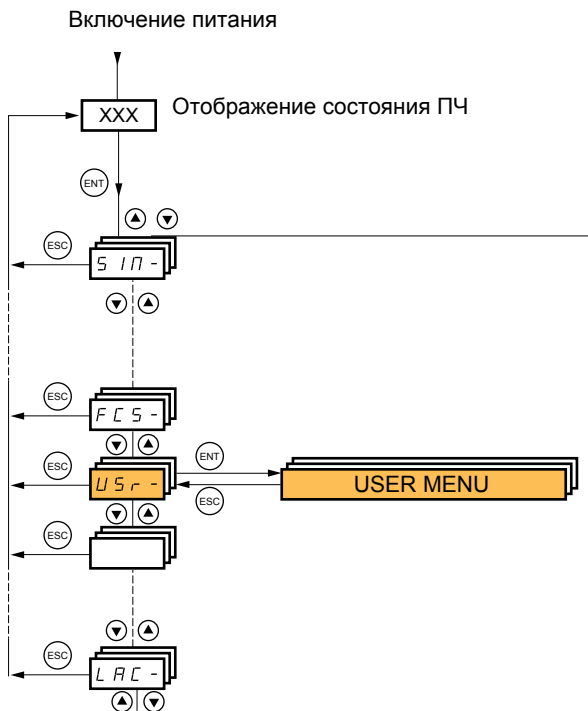 Включение питания
XXX
Отображение состояния ПЧ
ENT
ESC
SIM-
ESC
FCS-
ESC
USr-
ENT
ESC
USER MENU
ESC
ESC
LAC-